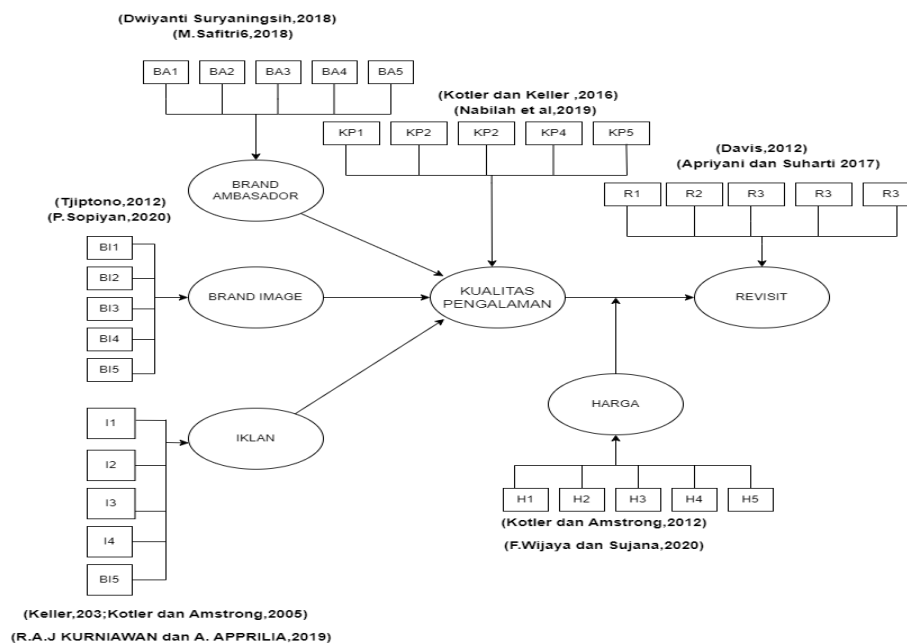 (Dwiyanti Suryaningsih,2018)
(M.Safitri6,2018)
BA1 BA2 BA3 BA4 BA5
(Kotler dan Keller ,2016)
(Nabilah et al,2019)
KP1 KP2 KP2 KP4 KP5
(Davis,2012)
(Apriyani dan Suharti 2017)
R1 R2 R3 R3 R3
BRAND
AMBASADOR
(Tjiptono,2012)
(P.Sopiyan,2020)
BI1
BI2
BI3
BI4
BI5
BRAND IMAGE
KUALITAS
PENGALAMAN
REVISIT
HARGA
I1
I2
I3
I4
BI5
IKLAN
H1 H2 H3 H4 H5
(Kotler dan Amstrong,2012)
(F.Wijaya dan Sujana,2020)
(Keller,203;Kotler dan Amstrong,2005)
(R.A.J KURNIAWAN dan A. APPRILIA,2019)